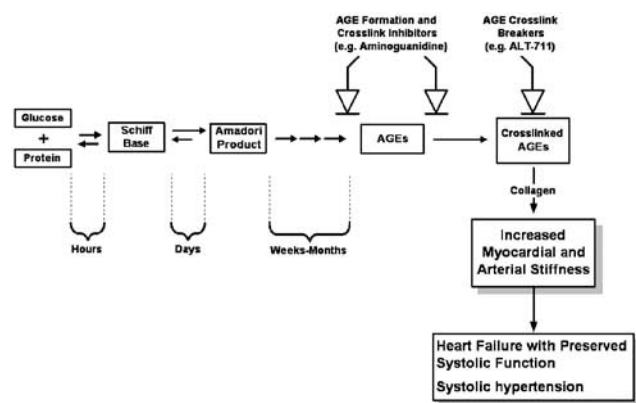 AGE Formation and
Crosslink Inhibitors
(e.g. Aminoguanidine)
AGE Crosslink
Breakers
(e.g. ALT-711)
Glucose
+
Protein
Schiff
Base
Amadori
Product
AGEs
Crosslinked
AGEs
Hours
Days
Weeks-Months
Collagen
Increased
Myocardial and
Arterial Stiffness
Heart Failure with Preserved
Systolic Function
Systolic hypertension